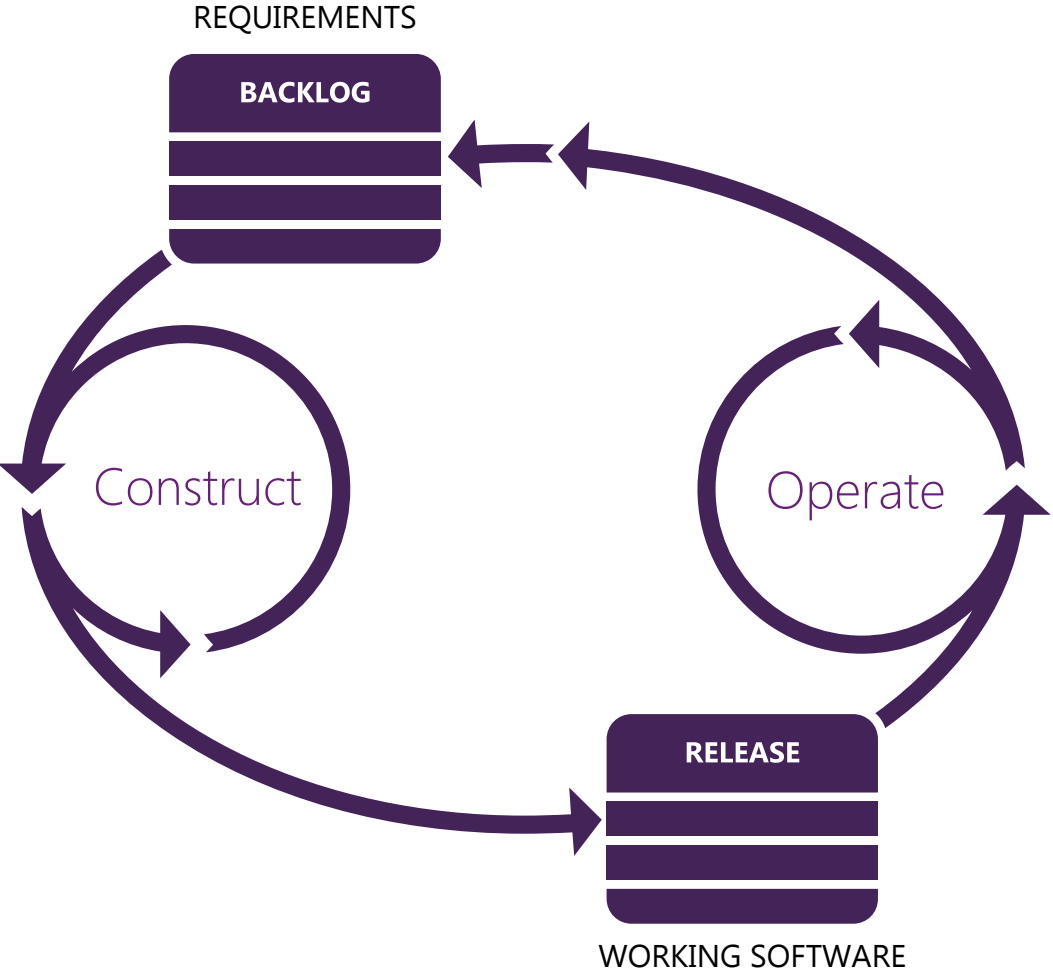 REQUIREMENTS
BACKLOG
Construct
Operate
RELEASE
WORKING SOFTWARE